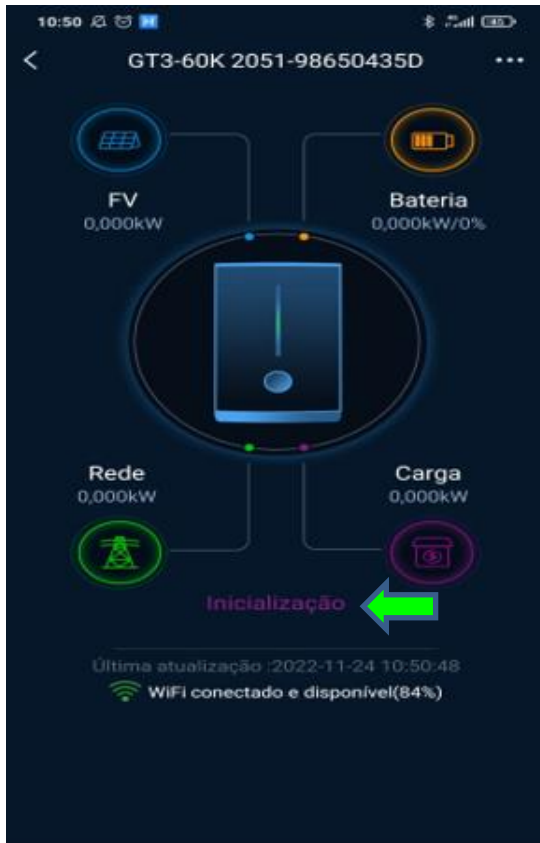 10:50
GT3-60K 2051-98650435D
FV
0,000kW
Bateria
0,000kW/0%
Rede
0,000kW
Carga
0,000kW
Inicialização
Última atualização :2022-11-24 10:50:48
WiFi conectado e disponível(84%)